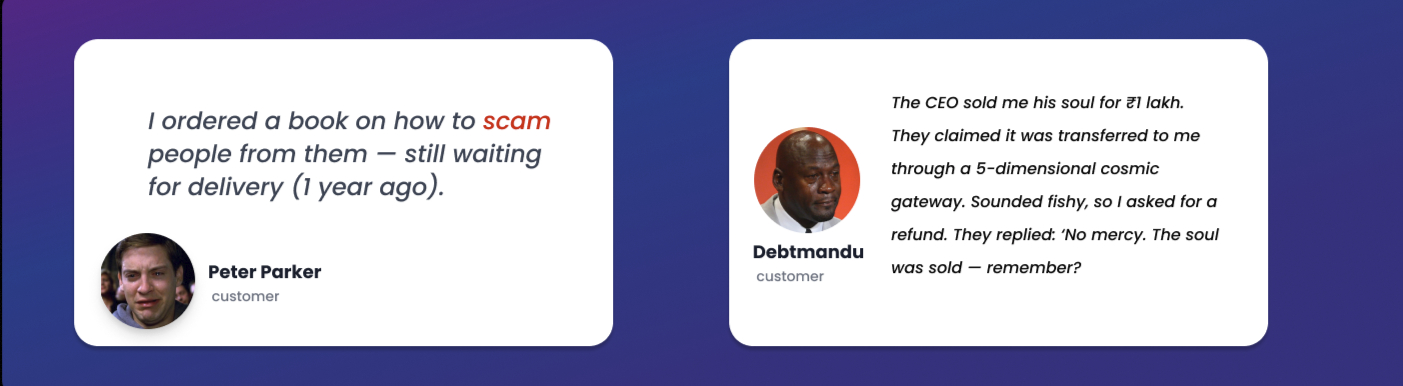 I ordered a book on how to scam
people from them — still waiting
for delivery (1 year ago).
Peter Parker
customer
The CEO sold me his soul for ₹1 lakh.
They claimed it was transferred to me
through a 5-dimensional cosmic
gateway. Sounded fishy, so I asked for a
refund. They replied: ‘No mercy. The soul
was sold — remember?
Debtmandu
customer